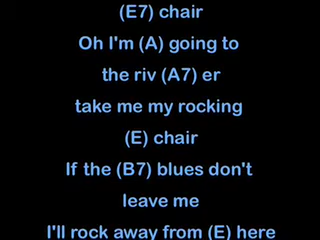 (E7) chair
Oh I'm (A) going to
the riv (A7) er
take me my rocking
(E) chair
If the (B7) blues don't
leave me
I'll rock away from (E) here